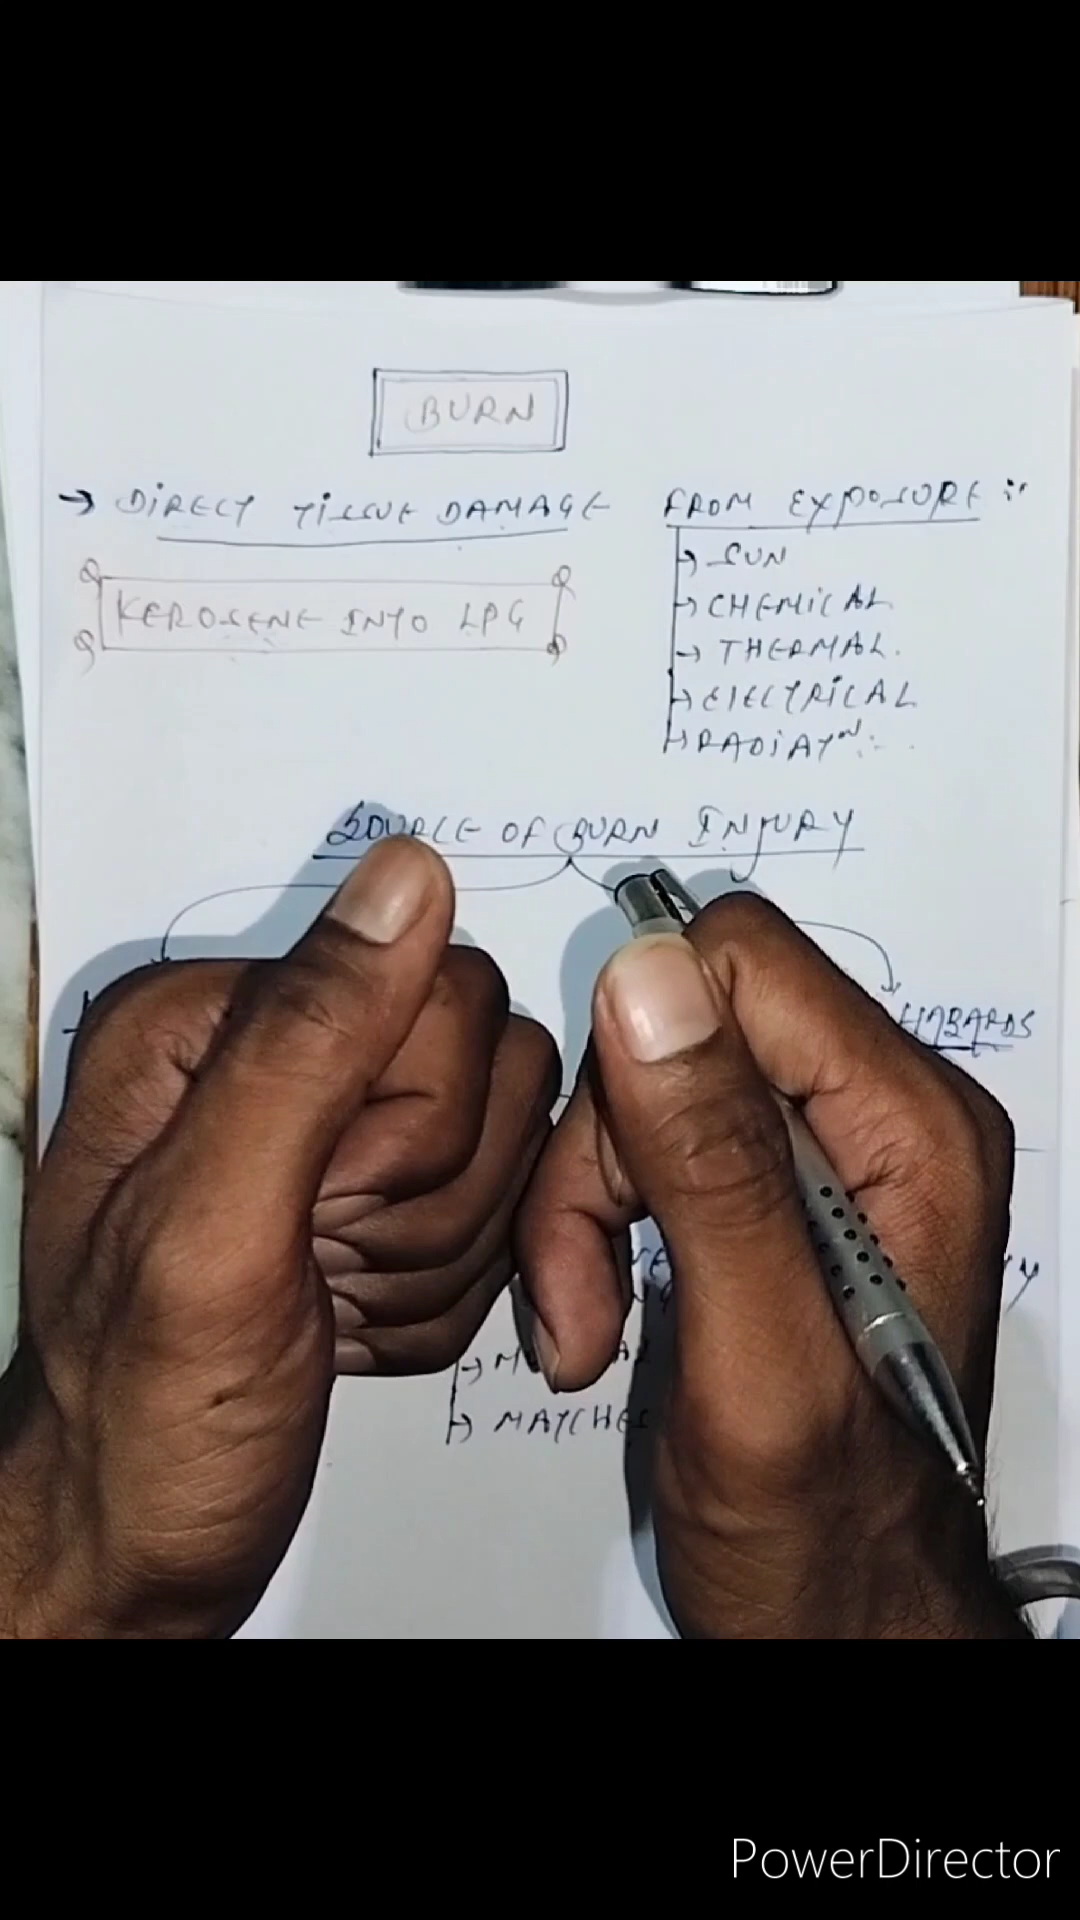 BURN
→ DIRECT TISSUE DAMAGE FROM EXPOSURE :-
→ SUN
→ CHEMICAL
KEROSENE INTO LPG
→ THERMAL.
→ ELECTRICAL
→ RADIATN :-
SOURCE OF BURN INJURY
HAZARDS
→ MATCHES
PowerDirector